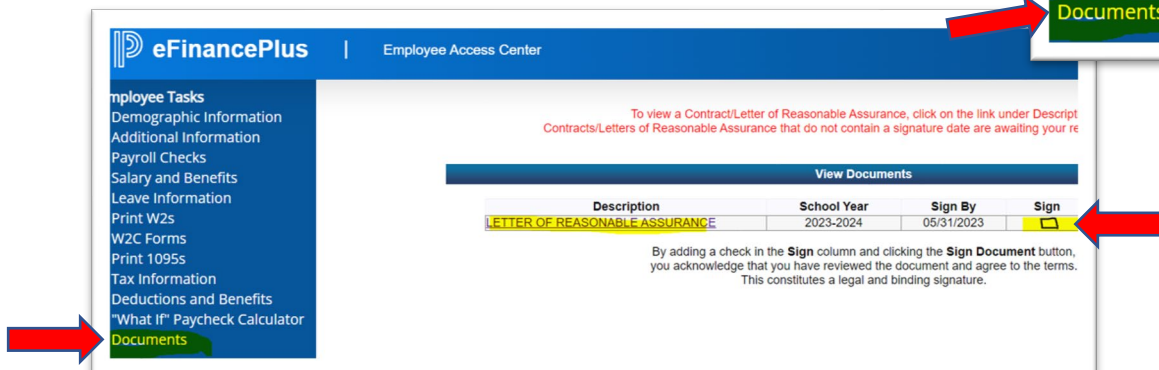 Documents
eFinancePlus | Employee Access Center
mployee Tasks
Demographic Information
Additional Information
Payroll Checks
Salary and Benefits
Leave Information
Print W2s
W2C Forms
Print 1095s
Tax Information
Deductions and Benefits
"What If" Paycheck Calculator
Documents
To view a Contract/Letter of Reasonable Assurance, click on the link under Descript
Contracts/Letters of Reasonable Assurance that do not contain a signature date are awaiting your re
View Documents
Description School Year Sign By Sign
LETTER OF REASONABLE ASSURANCE 2023-2024 05/31/2023
By adding a check in the Sign column and clicking the Sign Document button,
you acknowledge that you have reviewed the document and agree to the terms.
This constitutes a legal and binding signature.